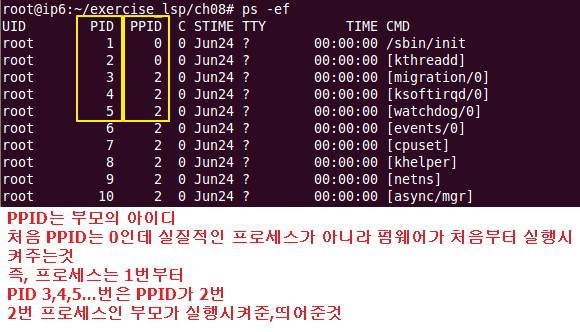 root@ip6:~/exercise_lsp/ch08# ps -ef
UID PID PPID C STIME TTY TIME CMD
root 1 0 0 Jun24 ? 00:00:00 /sbin/init
root 2 0 0 Jun24 ? 00:00:00 [kthreadd]
root 3 2 0 Jun24 ? 00:00:00 [migration/0]
root 4 2 0 Jun24 ? 00:00:00 [ksoftirqd/0]
root 5 2 0 Jun24 ? 00:00:00 [watchdog/0]
root 6 2 0 Jun24 ? 00:00:00 [events/0]
root 7 2 0 Jun24 ? 00:00:00 [cpuset]
root 8 2 0 Jun24 ? 00:00:00 [khelper]
root 9 2 0 Jun24 ? 00:00:00 [netns]
root 10 2 0 Jun24 ? 00:00:00 [async/mgr]
PPID는 부모의 아이디
처음 PPID는 0인데 실질적인 프로세스가 아니라 펌웨어가 처음부터 실행시
켜주는것
즉, 프로세스는 1번부터
PID 3,4,5...번은 PPID가 2번
2번 프로세스인 부모가 실행시켜준,띄어준것